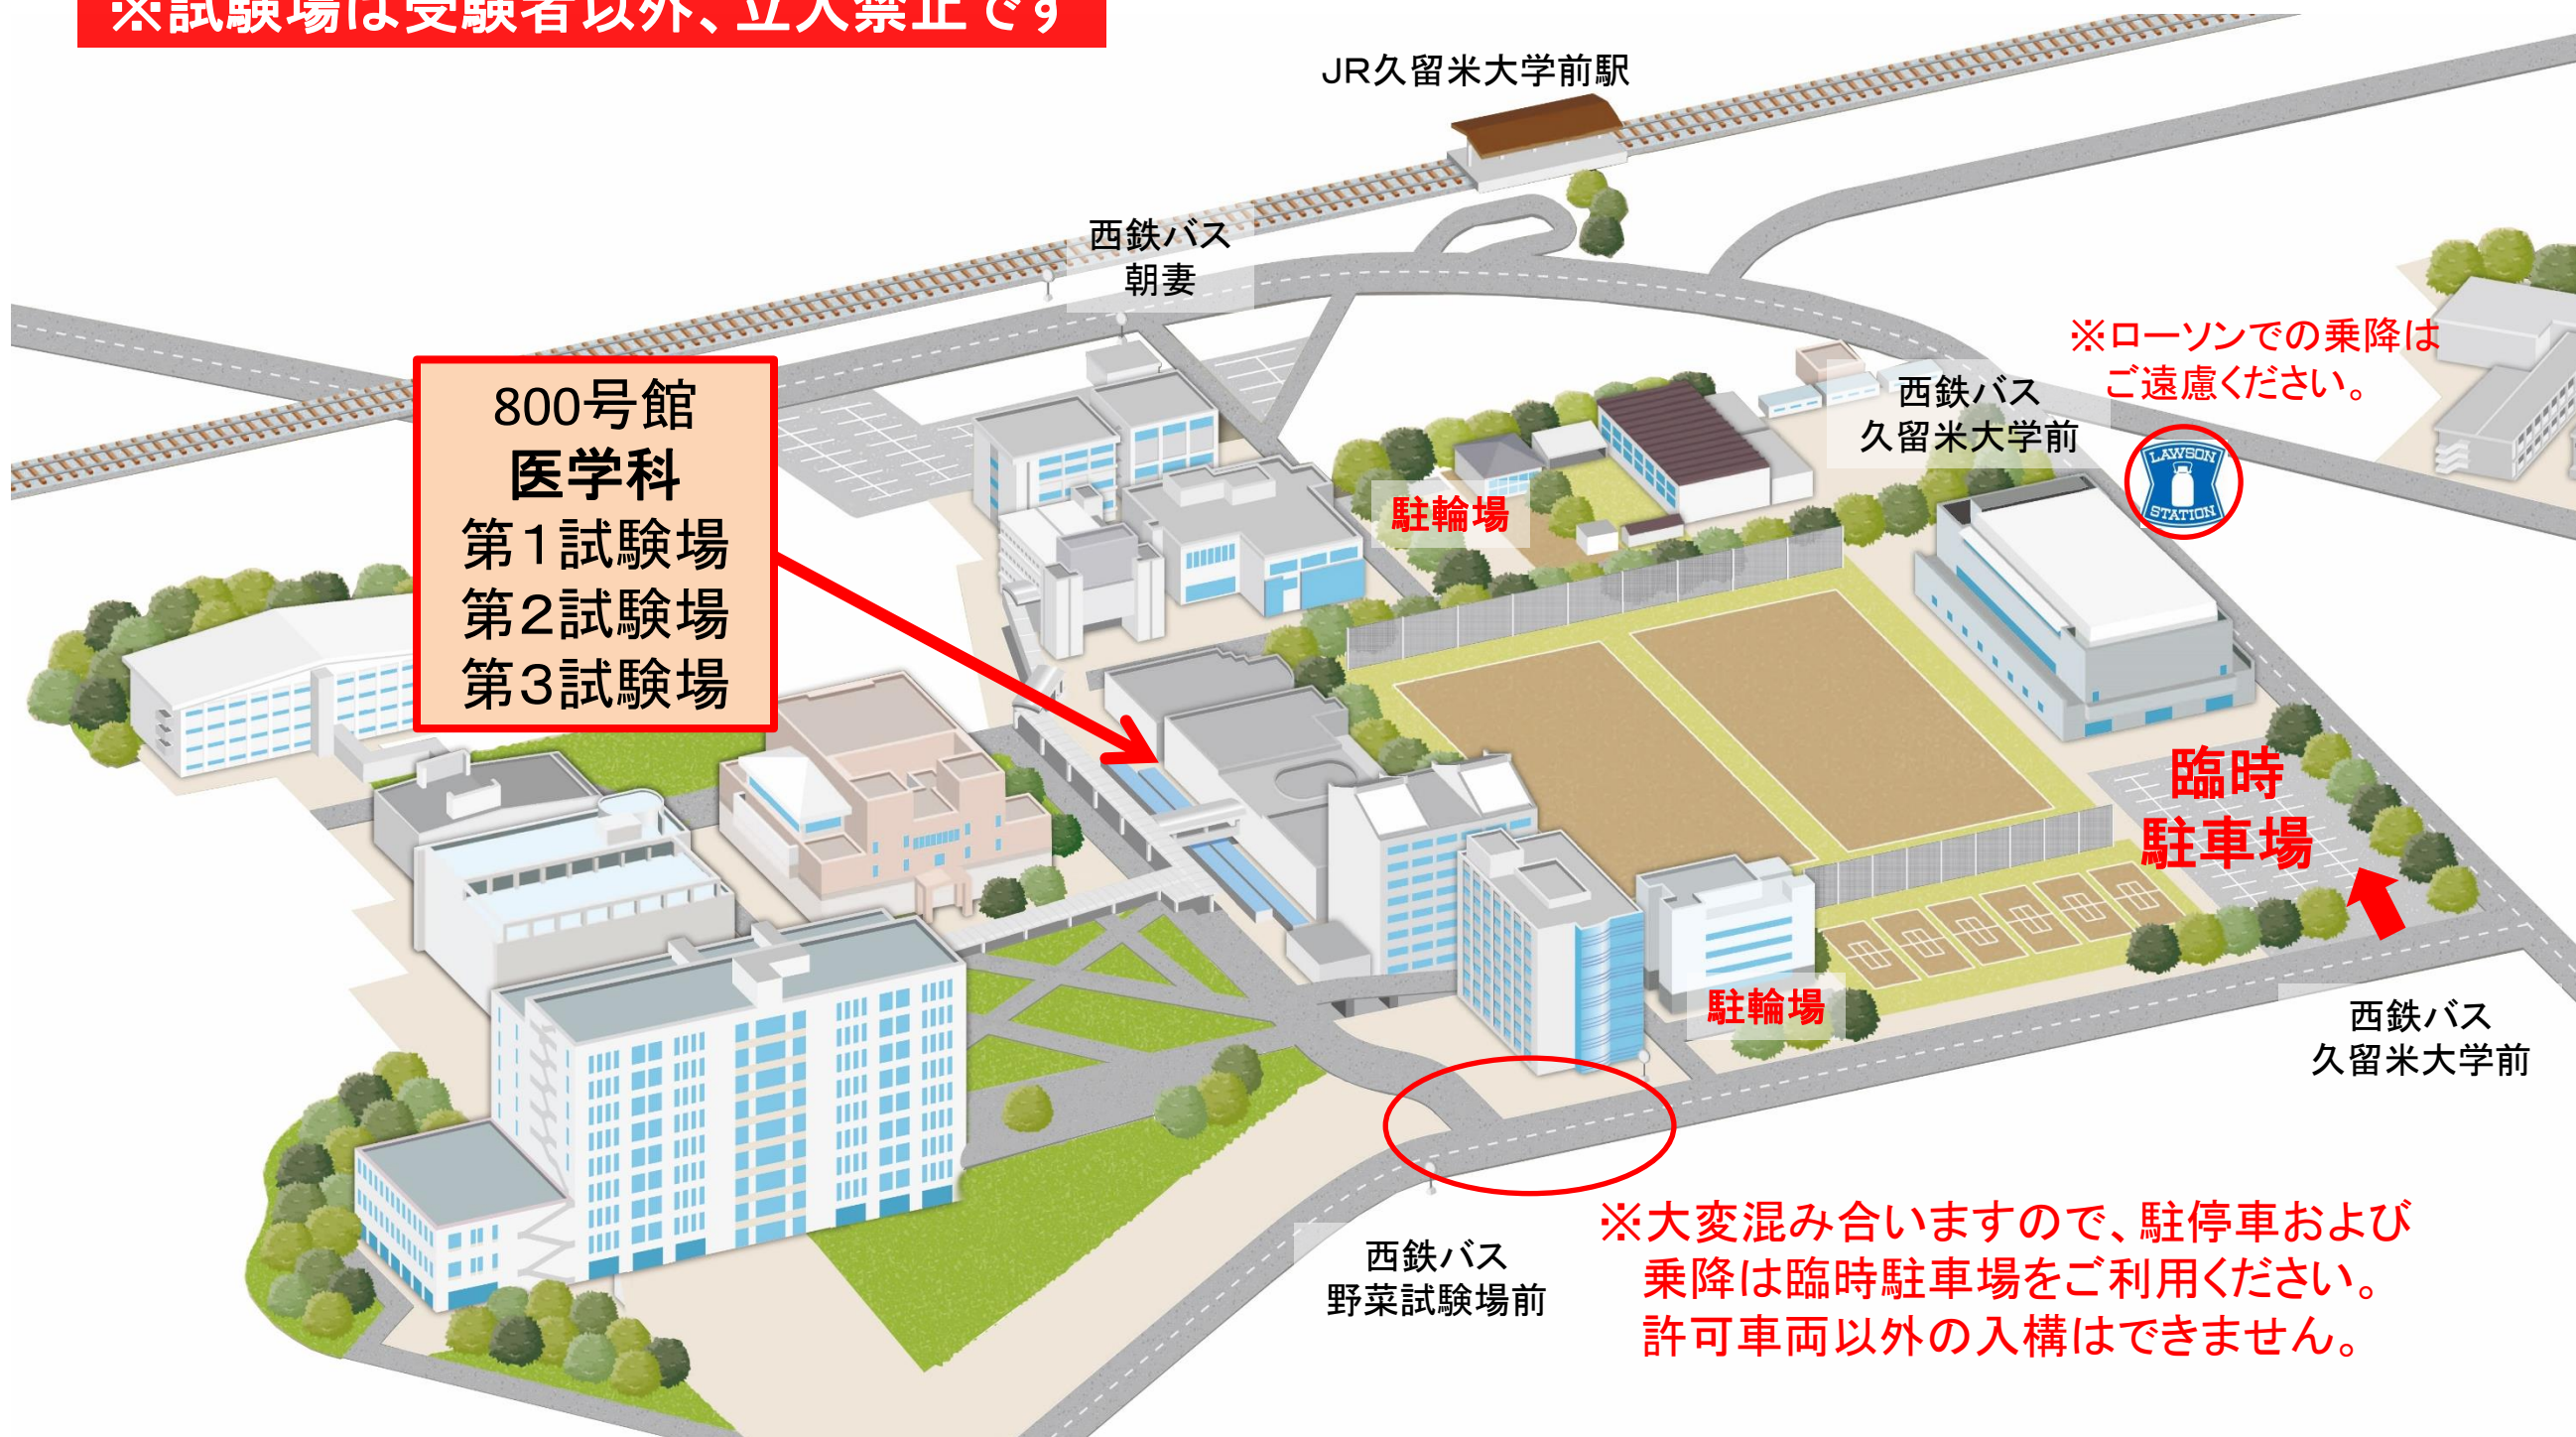 ※試験場は受験者以外、立入禁止です
JR久留米大学前駅
西鉄バス
朝妻
※ローソンでの乗降は
ご遠慮ください。
西鉄バス
久留米大学前
LAWSON
STATION
800号館
医学科
第1試験場
第2試験場
第3試験場
駐輪場
臨時
駐車場
駐輪場
西鉄バス
久留米大学前
西鉄バス
野菜試験場前
※大変混み合いますので、駐停車および
乗降は臨時駐車場をご利用ください。
許可車両以外の入構はできません。